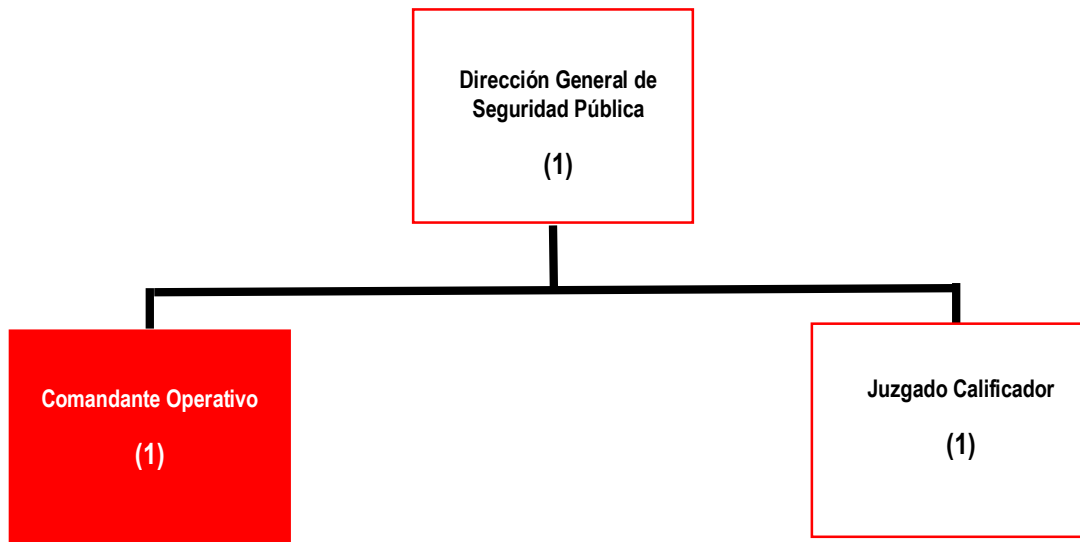 Dirección General de
Seguridad Pública
(1)
Comandante Operativo
(1)
Juzgado Calificador
(1)